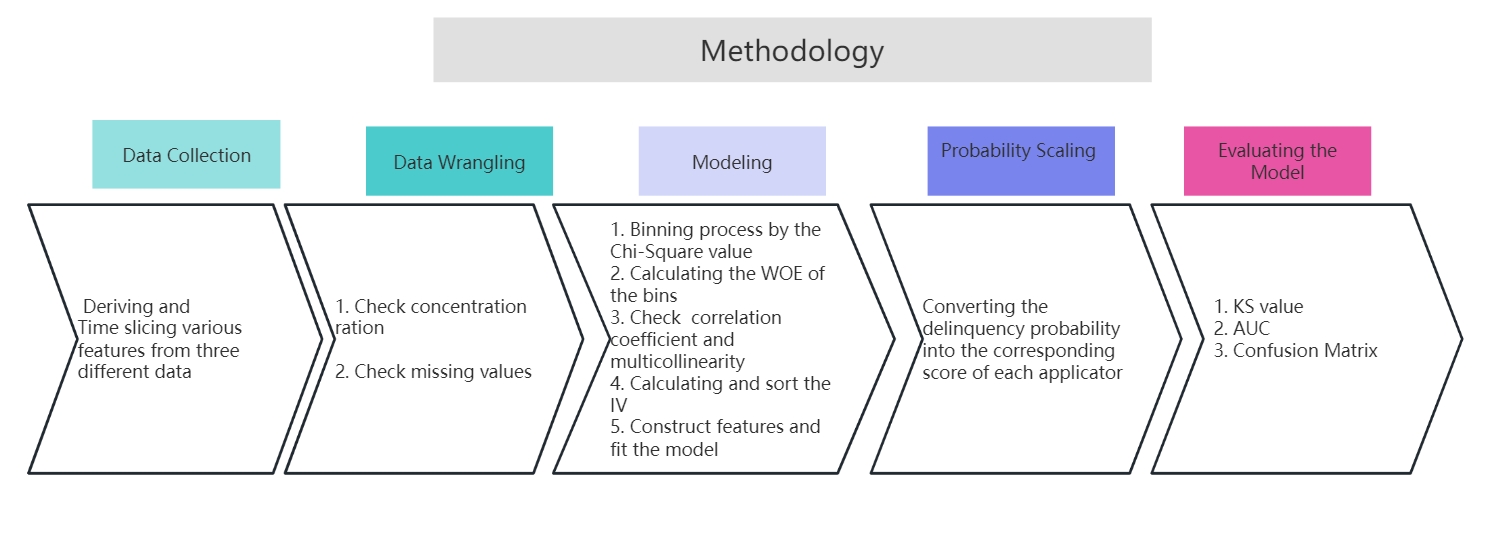 Methodology
Data Collection
Deriving and
Time slicing various
features from three
different data
Data Wrangling
1. Check concentration
ration
2. Check missing values
Modeling
1. Binning process by the
Chi-Square value
2. Calculating the WOE of
the bins
3. Check  correlation
coefficient and
multicollinearity
4. Calculating and sort the
IV
5. Construct features and
fit the model
Probability Scaling
Converting the
delinquency probability
into the corresponding
score of each applicator
Evaluating the
Model
1. KS value
2. AUC
3. Confusion Matrix